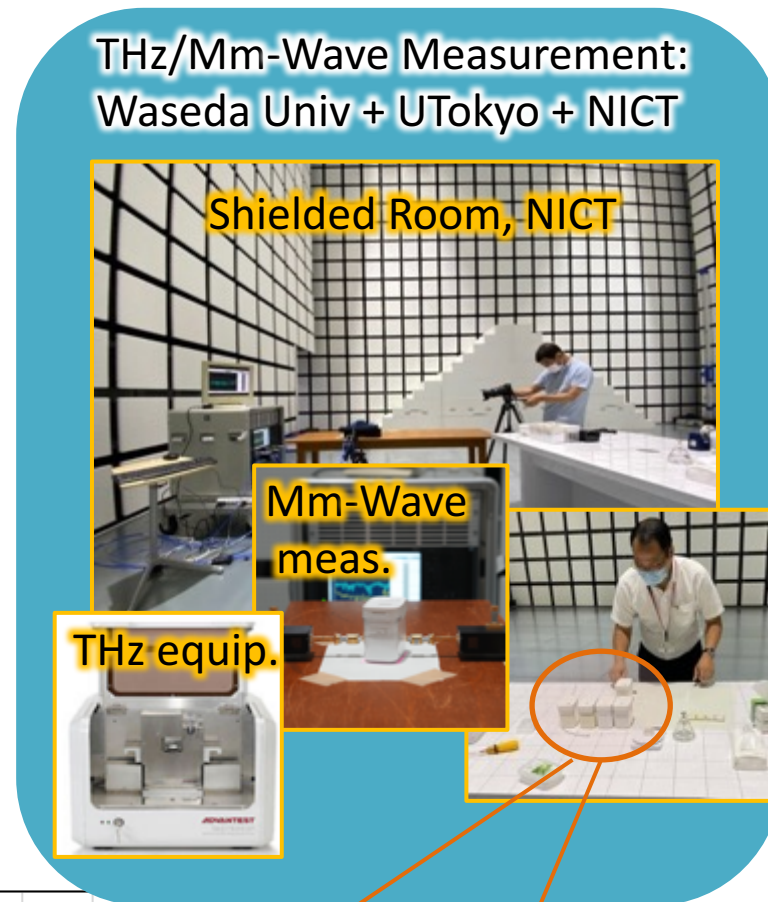 THz/Mm-Wave Measurement:
Waseda Univ + UTokyo + NICT
Shielded Room, NICT
Mm-Wave
meas.
THz equip.
ADVANTEST